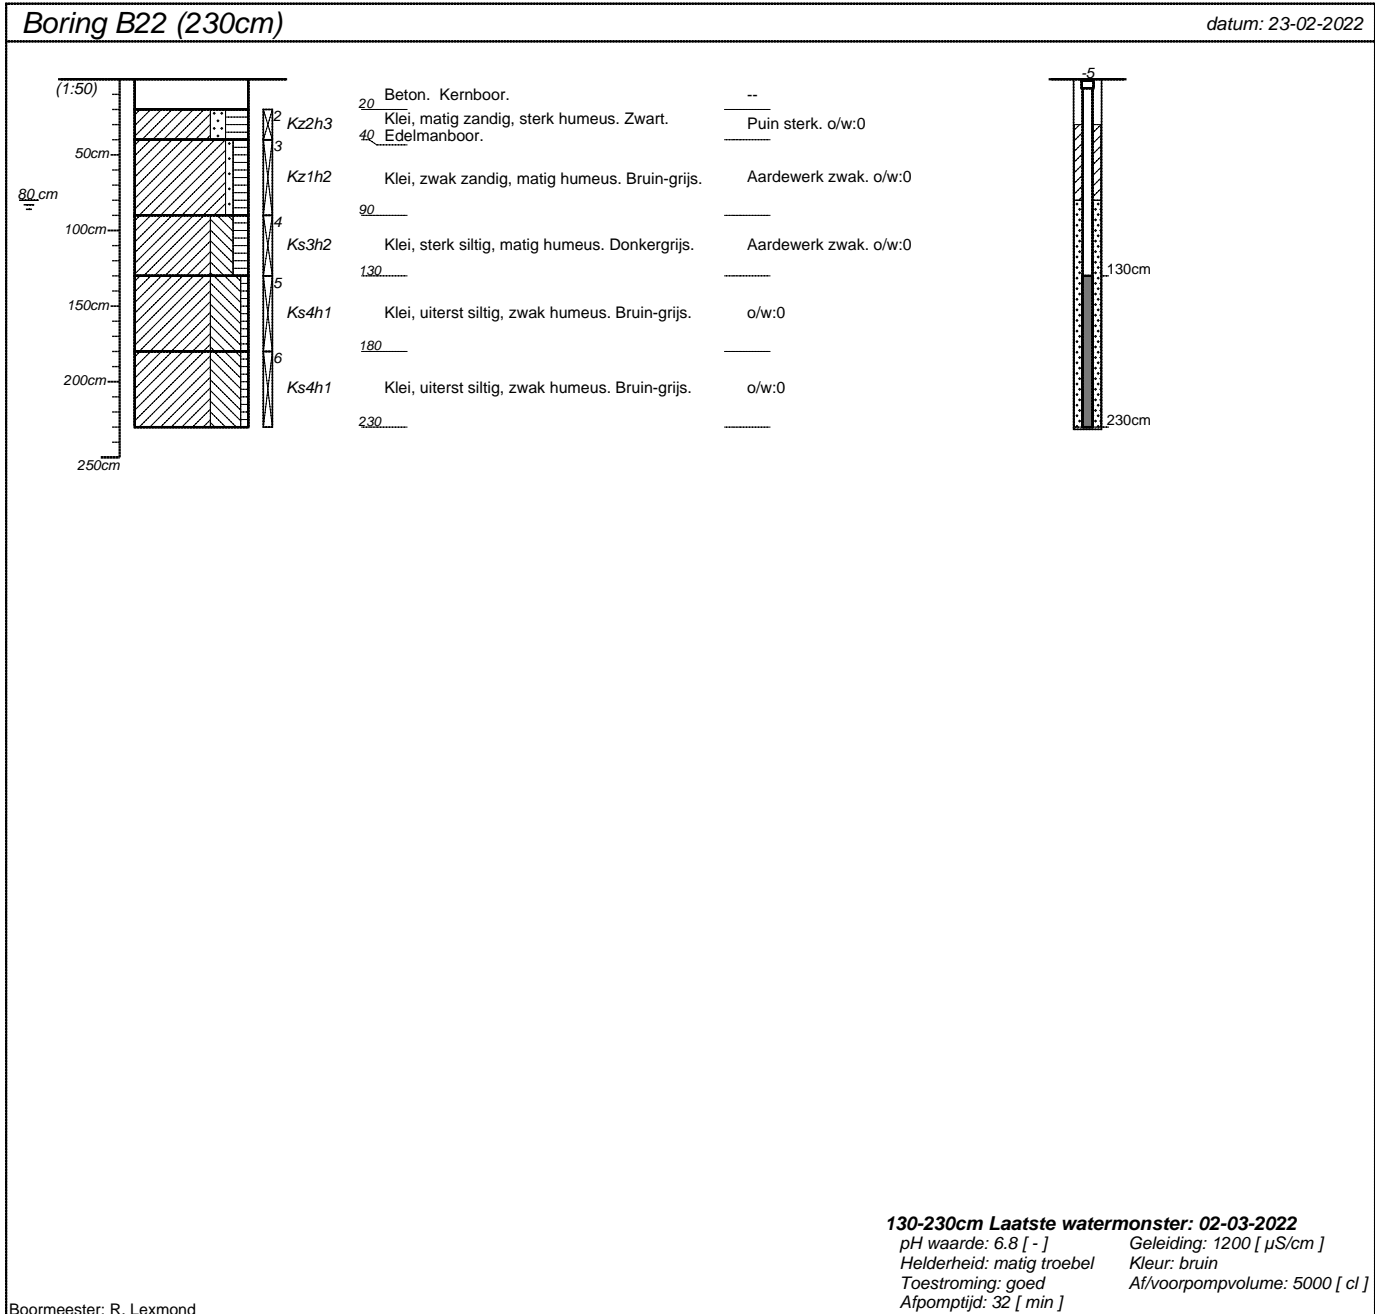 Boring B22 (230cm)
datum: 23-02-2022
(1:50)
50cm
80 cm
100cm
150cm
200cm
250cm
Beton.  Kernboor.
--
20
2
Kz2h3
Klei, matig zandig, sterk humeus. Zwart.
Edelmanboor.
Puin sterk. o/w:0
40
3
Kz1h2
Klei, zwak zandig, matig humeus. Bruin-grijs.
Aardewerk zwak. o/w:0
90
4
Ks3h2
Klei, sterk siltig, matig humeus. Donkergrijs.
Aardewerk zwak. o/w:0
130
5
Ks4h1
Klei, uiterst siltig, zwak humeus. Bruin-grijs.
o/w:0
180
6
Ks4h1
Klei, uiterst siltig, zwak humeus. Bruin-grijs.
o/w:0
230
-5
130cm
230cm
130-230cm Laatste watermonster: 02-03-2022
pH waarde: 6.8 [ - ]
Geleiding: 1200 [ µS/cm ]
Helderheid: matig troebel
Kleur: bruin
Toestroming: goed
Af/voorpompvolume: 5000 [ cl ]
Afpomptijd: 32 [ min ]
Boormeester: R. Lexmond